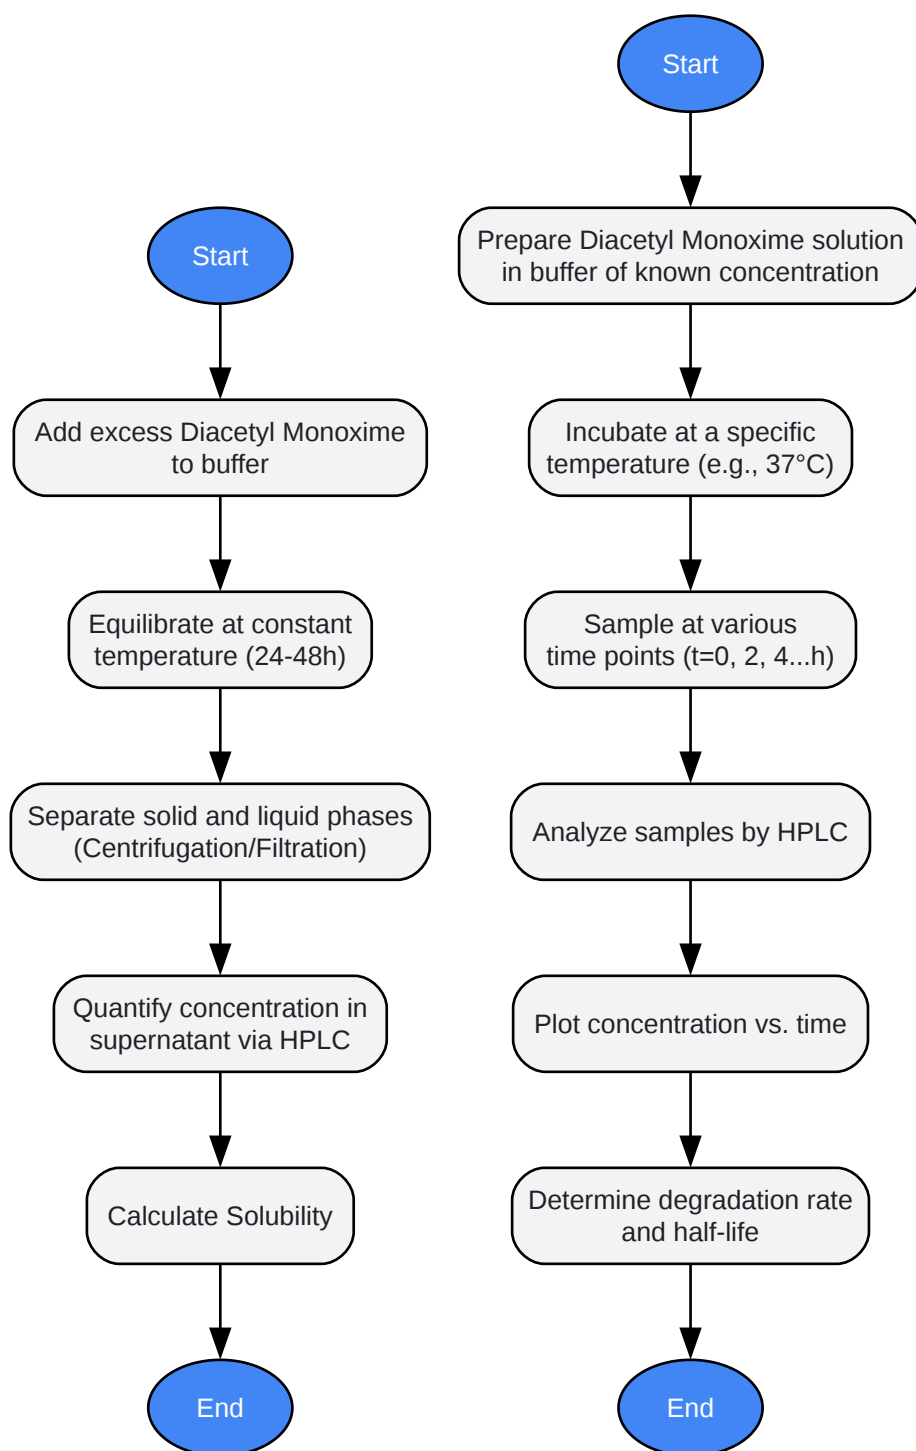 Start
Add excess Diacetyl Monoxime
to buffer
Equilibrate at constant
temperature (24-48h)
Separate solid and liquid phases
(Centrifugation/Filtration)
Quantify concentration in
supernatant via HPLC
Calculate Solubility
End
Start
Prepare Diacetyl Monoxime solution
in buffer of known concentration
Incubate at a specific
temperature (e.g., 37°C)
Sample at various
time points (t=0, 2, 4...h)
Analyze samples by HPLC
Plot concentration vs. time
Determine degradation rate
and half-life
End